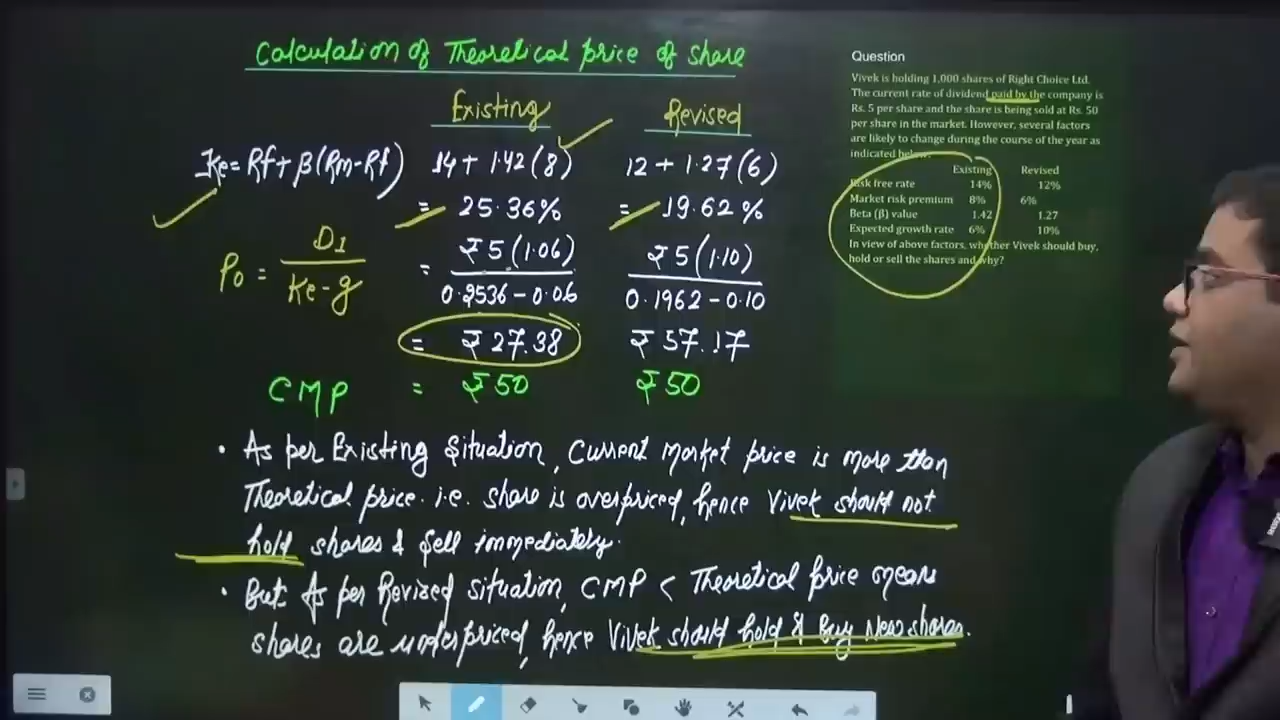 Calculation of Theoretical price of share
Existing Revised
Ke = Rf + β(Rm-Rf) 14 + 1.42(8) 12 + 1.27(6)
= 25.36% = 19.62%
P0 = D1 / Ke-g = ₹5(1.06) / 0.2536 - 0.06 ₹5(1.10) / 0.1962 - 0.10
= ₹27.38 ₹57.17
CMP = ₹50 ₹50
• As per Existing Situation, Current Market price is more than
Theoretical price. i.e. share is overpriced, hence Vivek should not
hold shares & Sell immediately.
• But As per Revised situation, CMP < Theoretical price means
shares are underpriced, hence Vivek should hold & Buy New shares.
Question
Vivek is holding 1,000 shares of Right Choice Ltd.
The current rate of dividend paid by the company is
Rs. 5 per share and the share is being sold at Rs. 50
per share in the market. However, several factors
are likely to change during the course of the year as
indicated
Existing Revised
Risk free rate 14% 12%
Market risk premium 8% 6%
Beta (β) value 1.42 1.27
Expected growth rate 6% 10%
In view of above factors, whether Vivek should buy,
hold or sell the shares and why?